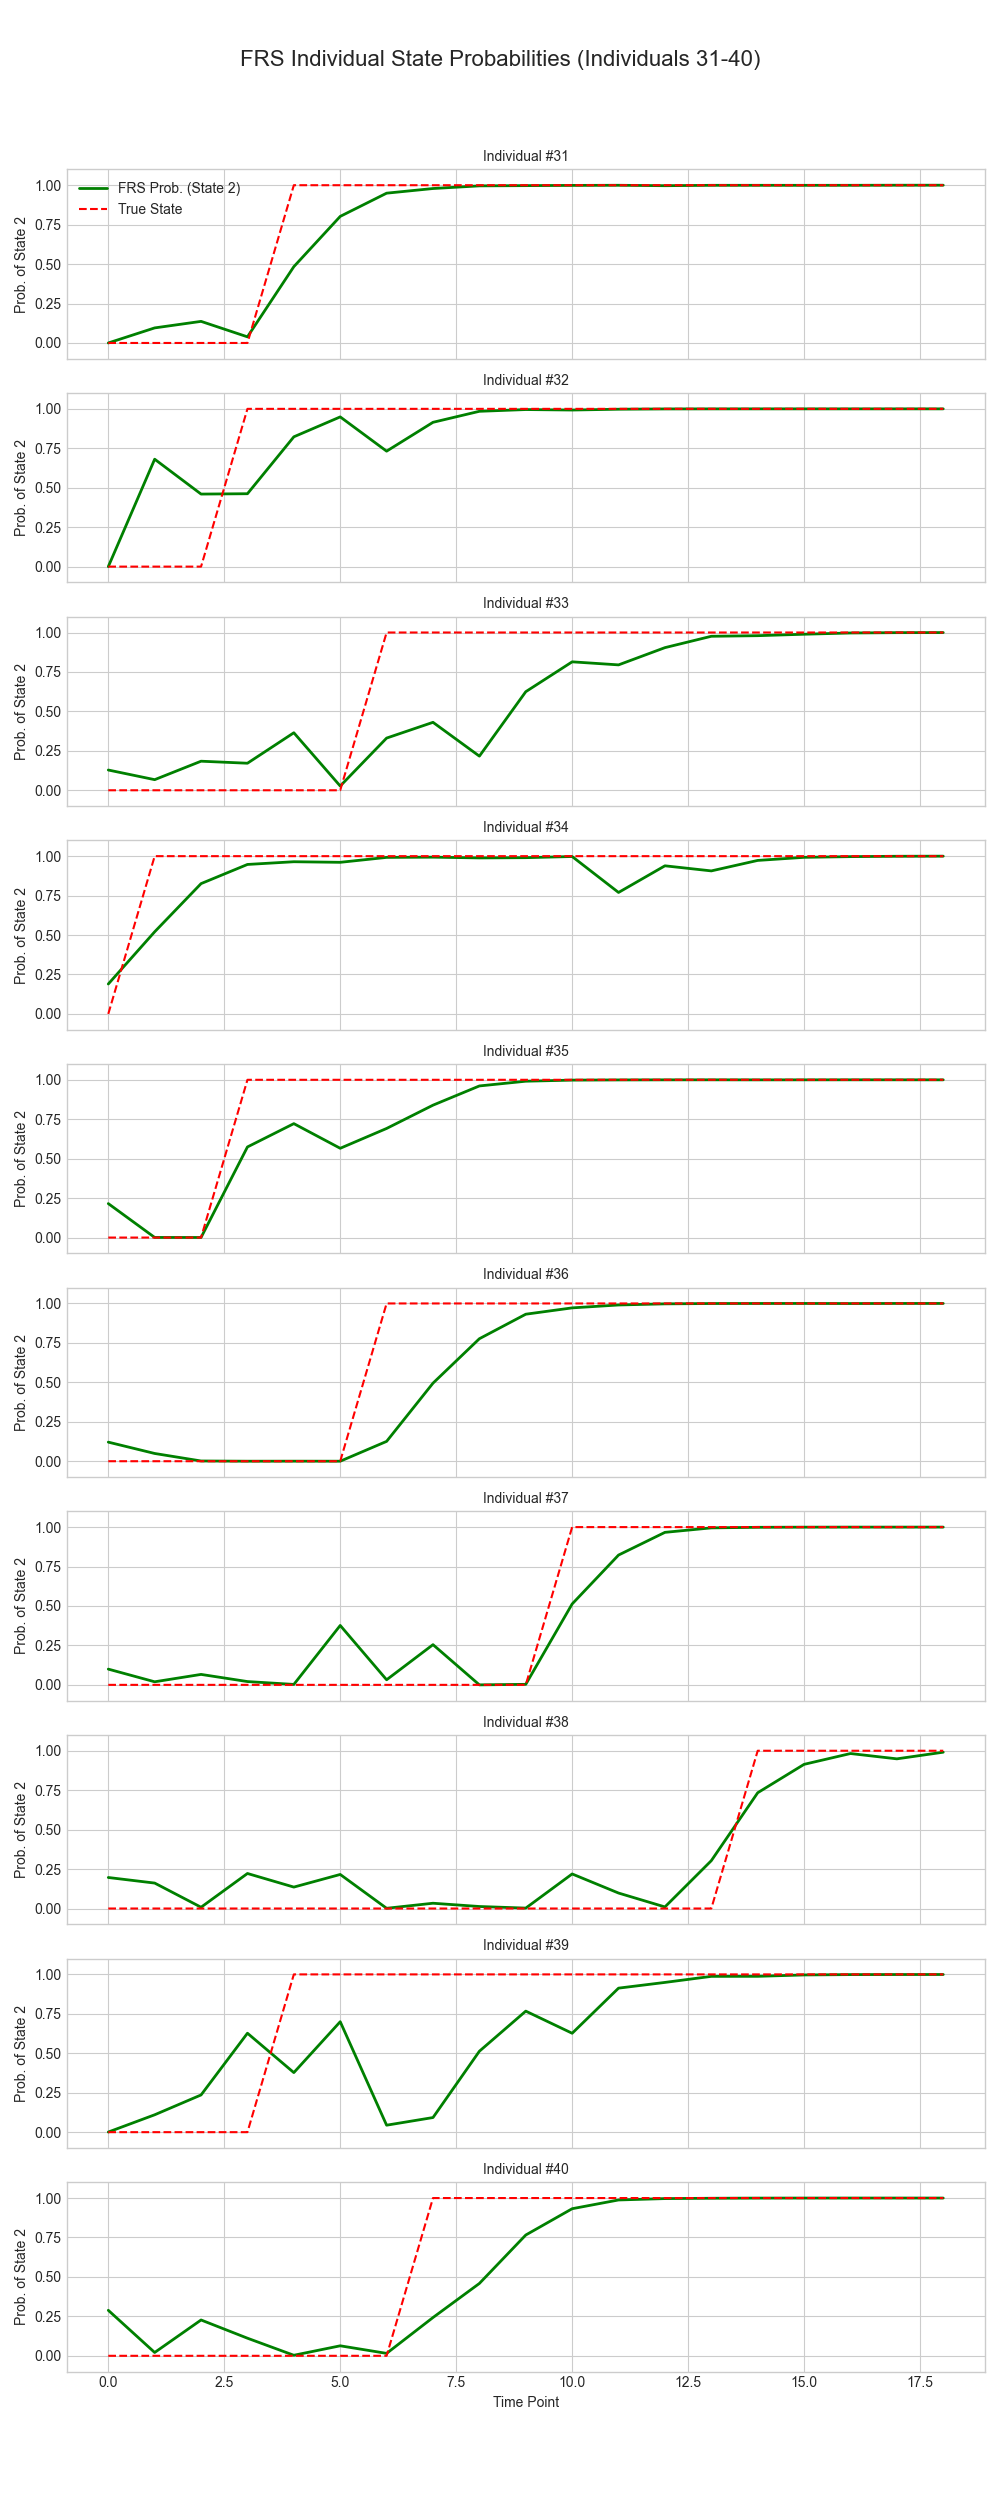 FRS Individual State Probabilities (Individuals 31-40)
Individual #31
1.00
0.75
0.50
0.25
0.00
Prob. of State 2
FRS Prob. (State 2)
True State
Individual #32
1.00
0.75
0.50
0.25
0.00
Prob. of State 2
Individual #33
1.00
0.75
0.50
0.25
0.00
Prob. of State 2
Individual #34
1.00
0.75
0.50
0.25
0.00
Prob. of State 2
Individual #35
1.00
0.75
0.50
0.25
0.00
Prob. of State 2
Individual #36
1.00
0.75
0.50
0.25
0.00
Prob. of State 2
Individual #37
1.00
0.75
0.50
0.25
0.00
Prob. of State 2
Individual #38
1.00
0.75
0.50
0.25
0.00
Prob. of State 2
Individual #39
1.00
0.75
0.50
0.25
0.00
Prob. of State 2
Individual #40
1.00
0.75
0.50
0.25
0.00
Prob. of State 2
0.0 2.5 5.0 7.5 10.0 12.5 15.0 17.5
Time Point